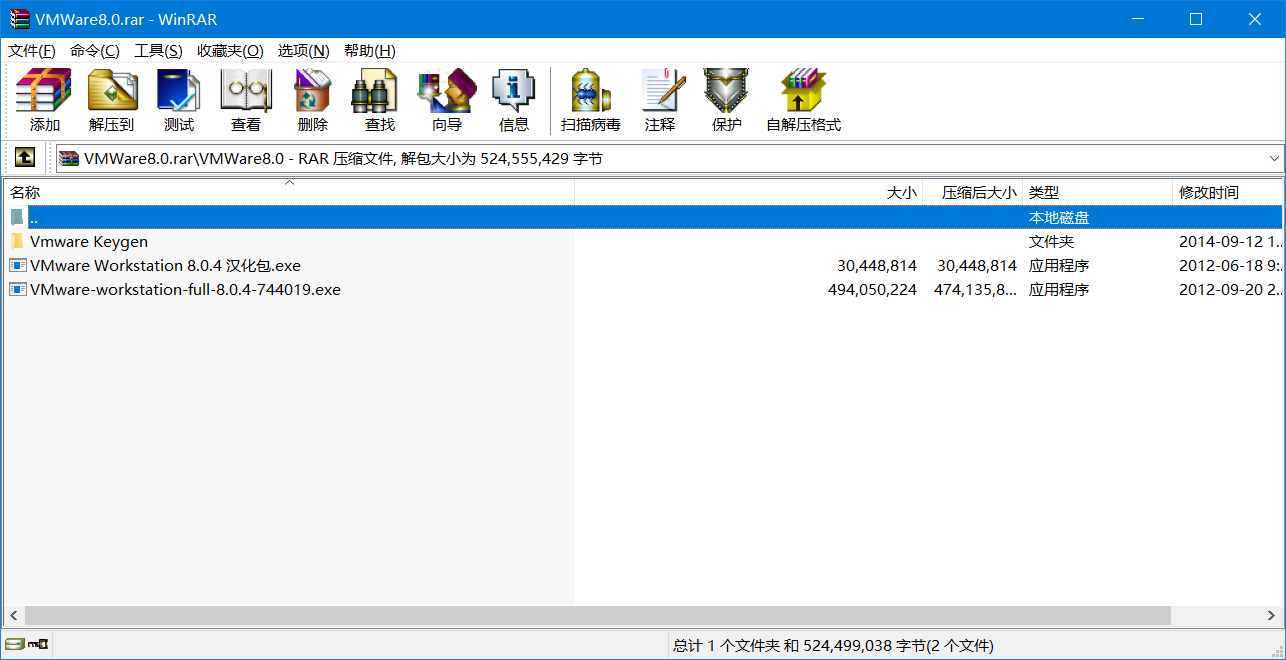 VMWare8.0.rar - WinRAR
文件(F) 命令(C) 工具(S) 收藏夹(O) 选项(N) 帮助(H)
添加 解压到 测试 查看 删除 查找 向导 信息 扫描病毒 注释 保护 自解压格式
VMWare8.0.rar\VMWare8.0 - RAR 压缩文件, 解包大小为 524,555,429 字节
名称 大小 压缩后大小 类型 修改时间
.. 本地磁盘
Vmware Keygen 文件夹 2014-09-12 1...
VMware Workstation 8.0.4 汉化包.exe 30,448,814 30,448,814 应用程序 2012-06-18 9:...
VMware-workstation-full-8.0.4-744019.exe 494,050,224 474,135,8... 应用程序 2012-09-20 2...
总计 1 个文件夹 和 524,499,038 字节(2 个文件)